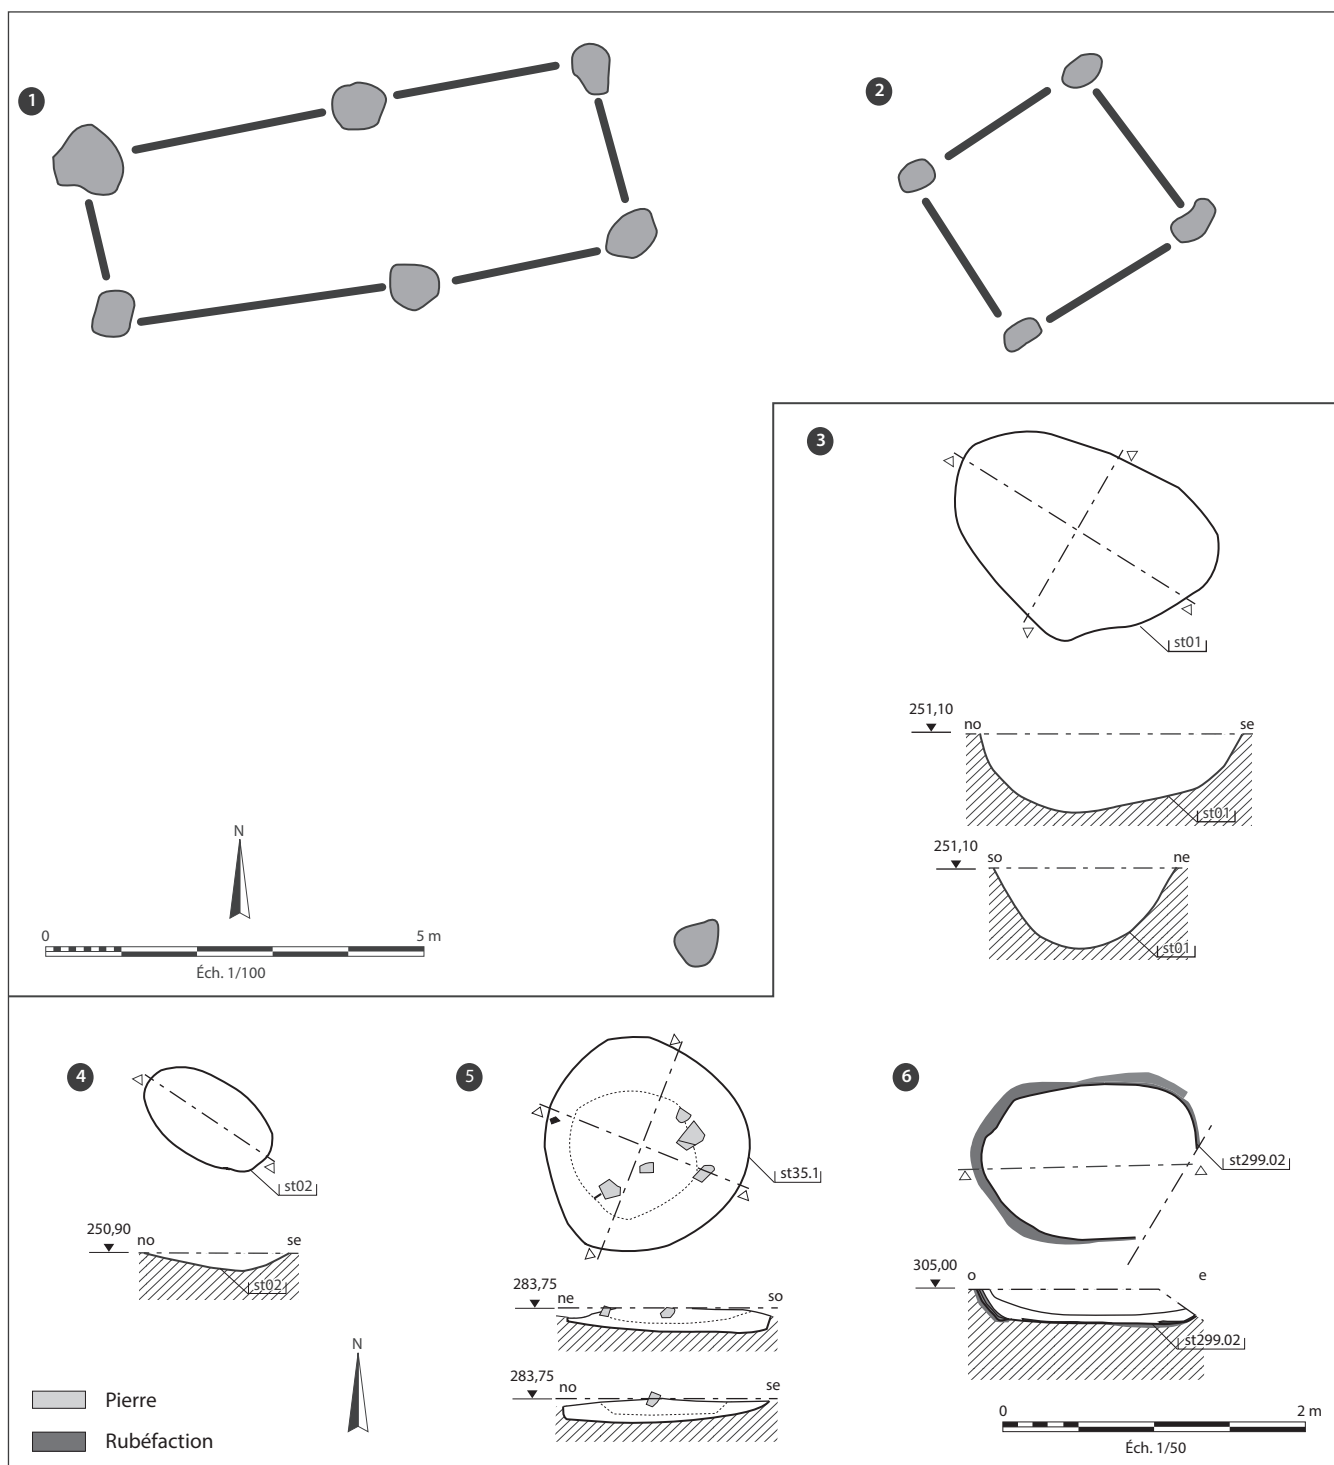 1
2
3
st01
251,10
no
se
st01
251,10
so
ne
st01
N
0
5 m
Éch. 1/100
4
st02
250,90
no
se
st02
5
st35.1
283,75
ne
so
283,75
no
se
6
st299.02
305,00
o
e
st299.02
N
Pierre
Rubéfaction
0
2 m
Éch. 1/50